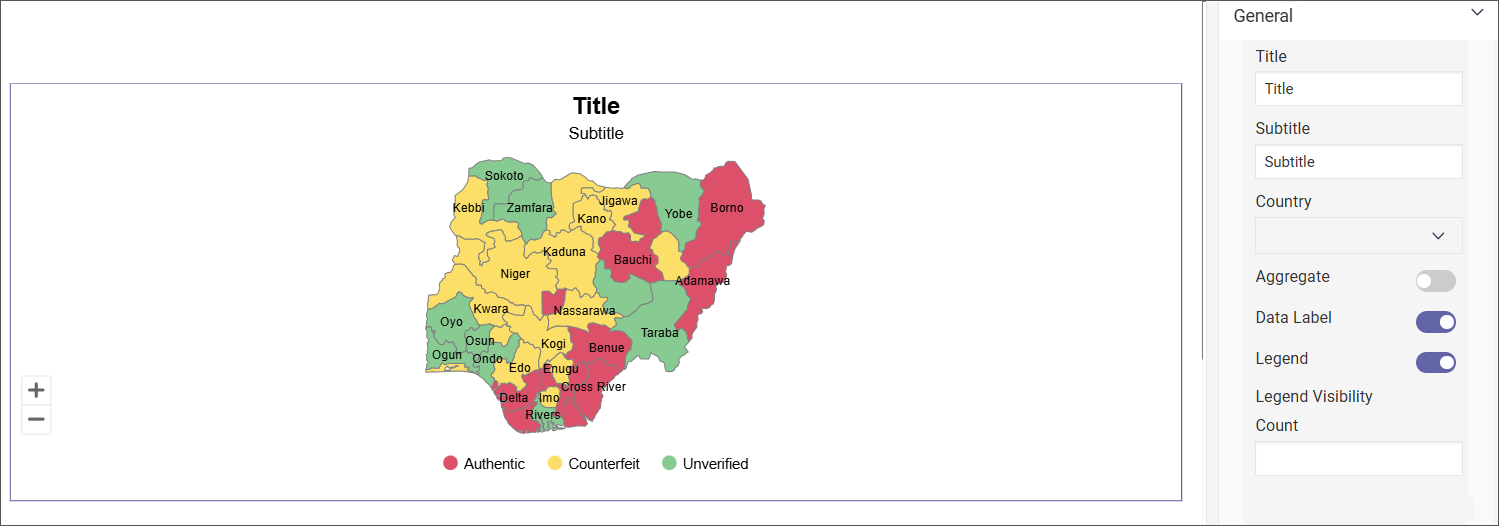 Title
Subtitle
Sokoto
Kebbi
Zamfara
Jigawa
Kano
Yobe
Borno
Kaduna
Bauchi
Niger
Adamawa
Kwara
Nassarawa
Oyo
Taraba
Osun
Kogi
Benue
Ogun
Ondo
Edo
Enugu
Cross River
Delta
Imo
Rivers
+
−
Authentic
Counterfeit
Unverified
General
Title
Title
Subtitle
Subtitle
Country
Aggregate
Data Label
Legend
Legend Visibility
Count